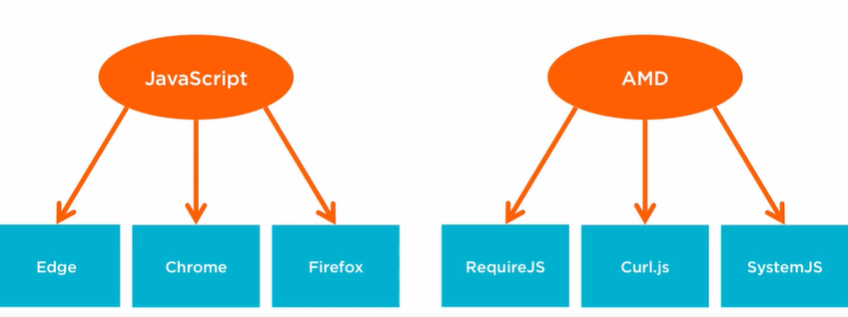 JavaScript
AMD
Edge
Chrome
Firefox
RequireJS
Curl.js
SystemJS